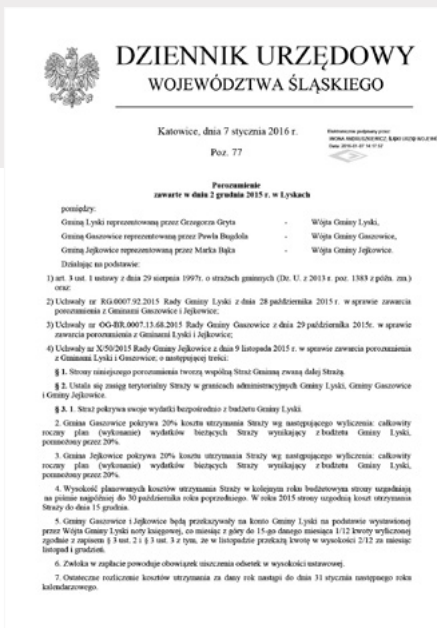 DZIENNIK URZĘDOWY
WOJEWÓDZTWA ŚLĄSKIEGO
Katowice, dnia 7 stycznia 2016 r.
Elektronicznie podpisany przez:
Data: 2016-01-07 14:17:57
Poz. 77
Porozumienie
zawarte w dniu 2 grudnia 2015 r. w Łyskach
pomiędzy:
Gminą Lyski reprezentowaną przez Grzegorza Gryta - Wójta Gminy Lyski,
Gminą Gaszowice reprezentowaną przez Pawła Bugdola - Wójta Gminy Gaszowice,
Gminą Jejkowice reprezentowaną przez Marka Bąka - Wójta Gminy Jejkowice.
Działając na podstawie:
1) art. 3 ust. 1 ustawy z dnia 29 sierpnia 1997r. o strażach gminnych (Dz. U. z 2013 r. poz. 1383 z późn. zm.)
oraz:
2) Uchwały nr RG.0007.92.2015 Rady Gminy Lyski z dnia 28 października 2015 r. w sprawie zawarcia
porozumienia z Gminami Gaszowice i Jejkowice;
3) Uchwały nr OG-BR.0007.13.68.2015 Rady Gminy Gaszowice z dnia 29 października 2015r. w sprawie
zawarcia porozumienia z Gminami Lyski i Jejkowice;
4) Uchwały nr X/50/2015 Rady Gminy Jejkowice z dnia 9 listopada 2015 r. w sprawie zawarcia porozumienia
z Gminami Lyski i Gaszowice, o następującej treści:
§ 1. Strony niniejszego porozumienia tworzą wspólną Straż Gminną zwaną dalej Strażą.
§ 2. Ustala się zasięg terytorialny Straży w granicach administracyjnych Gminy Lyski, Gminy Gaszowice
i Gminy Jejkowice.
§ 3. 1. Straż pokrywa swoje wydatki bezpośrednio z budżetu Gminy Lyski.
2. Gmina Gaszowice pokrywa 20% kosztu utrzymania Straży wg następującego wyliczenia: całkowity
roczny plan (wykonanie) wydatków bieżących Straży wynikający z budżetu Gminy Lyski,
pomnożony przez 20%.
3. Gmina Jejkowice pokrywa 20% kosztu utrzymania Straży wg następującego wyliczenia: całkowity
roczny plan (wykonanie) wydatków bieżących Straży wynikający z budżetu Gminy Lyski,
pomnożony przez 20%.
4. Wysokość planowanych kosztów utrzymania Straży w kolejnym roku budżetowym strony uzgadniają
na piśmie najpóźniej do 30 października roku poprzedniego. W roku 2015 strony uzgodnią koszt utrzymania
Straży do dnia 15 grudnia.
5. Gminy Gaszowice i Jejkowice będą przekazywały na konto Gminy Lyski na podstawie wystawionej
przez Wójta Gminy Lyski noty księgowej, co miesiąc z góry do 15-go danego miesiąca 1/12 kwoty wyliczonej
zgodnie z zapisem § 3 ust. 2 i § 3 ust. 3 z tym, że w listopadzie przekażą kwotę w wysokości 2/12 za miesiąc
listopad i grudzień.
6. Zwłoka w zapłacie powoduje obowiązek uiszczenia odsetek w wysokości ustawowej.
7. Ostateczne rozliczenie kosztów utrzymania za dany rok nastąpi do dnia 31 stycznia następnego roku
kalendarzowego.